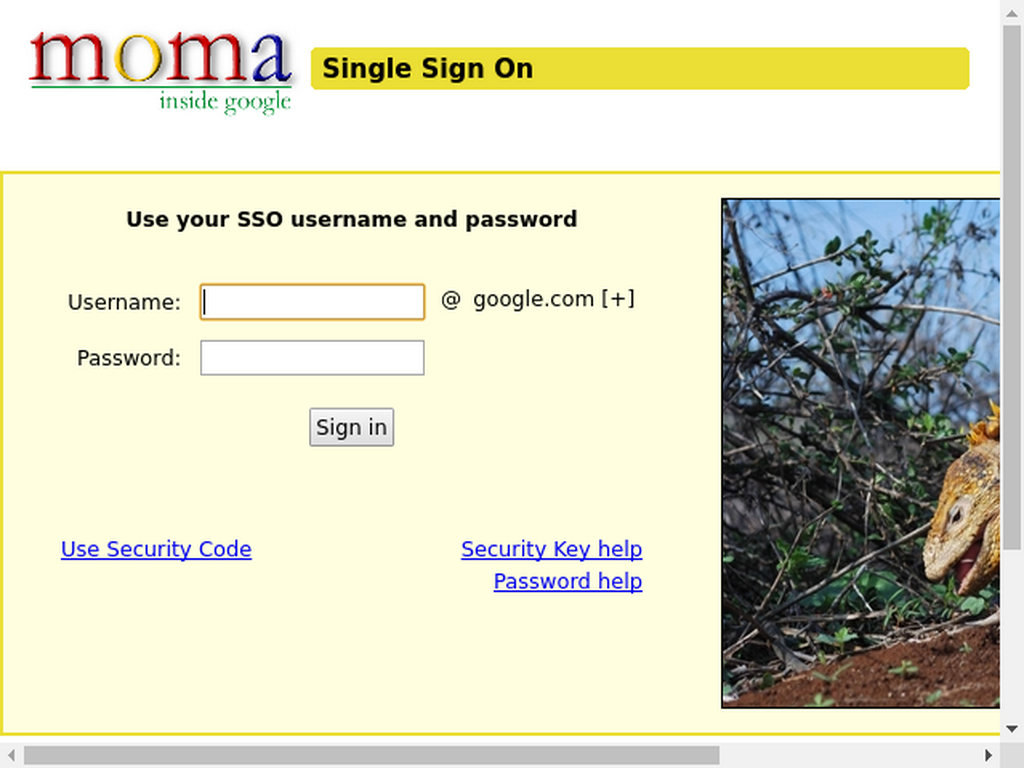 moma
inside google
Single Sign On
Use your SSO username and password
Username:
@ google.com [+]
Password:
Sign in
Use Security Code
Security Key help
Password help